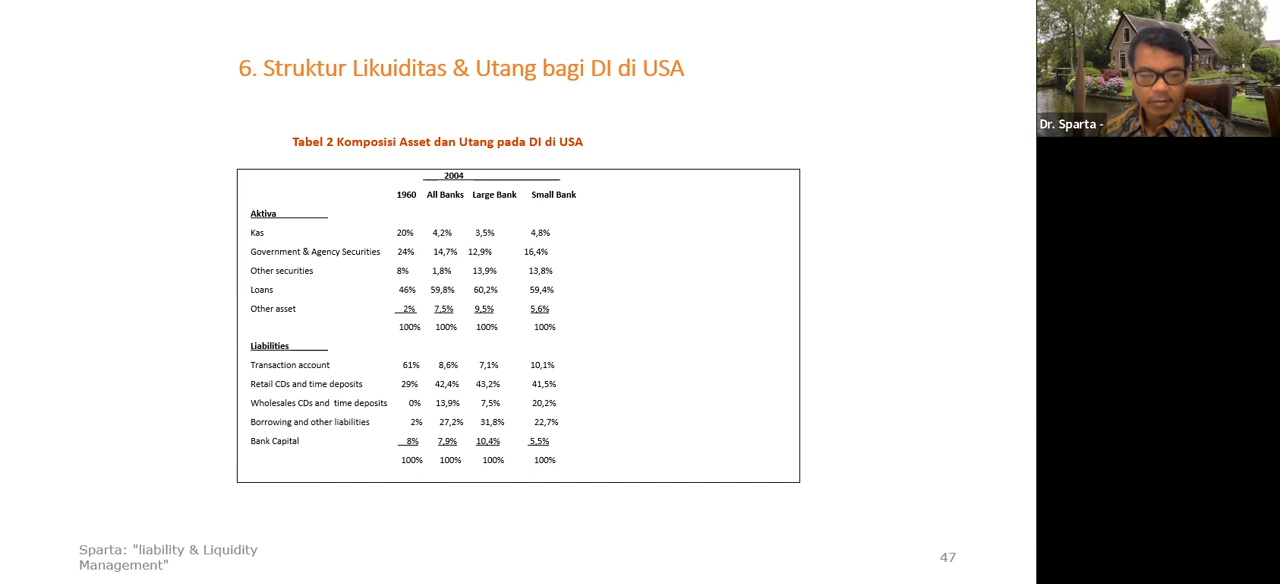 6. Struktur Likuiditas & Utang bagi DI di USA
Tabel 2 Komposisi Asset dan Utang pada DI di USA
2004
1960 All Banks Large Bank Small Bank
Aktiva
Kas 20% 4,2% 3,5% 4,8%
Government & Agency Securities 24% 14,7% 12,9% 16,4%
Other securities 8% 1,8% 13,9% 13,8%
Loans 46% 59,8% 60,2% 59,4%
Other asset 2% 7,5% 9,5% 5,6%
100% 100% 100% 100%
Liabilities
Transaction account 61% 8,6% 7,1% 10,1%
Retail CDs and time deposits 29% 42,4% 43,2% 41,5%
Wholesales CDs and time deposits 0% 13,9% 7,5% 20,2%
Borrowing and other liabilities 2% 27,2% 31,8% 22,7%
Bank Capital 8% 7,9% 10,4% 5,5%
100% 100% 100% 100%
Sparta: "liability & Liquidity
Management"
47
Dr. Sparta -